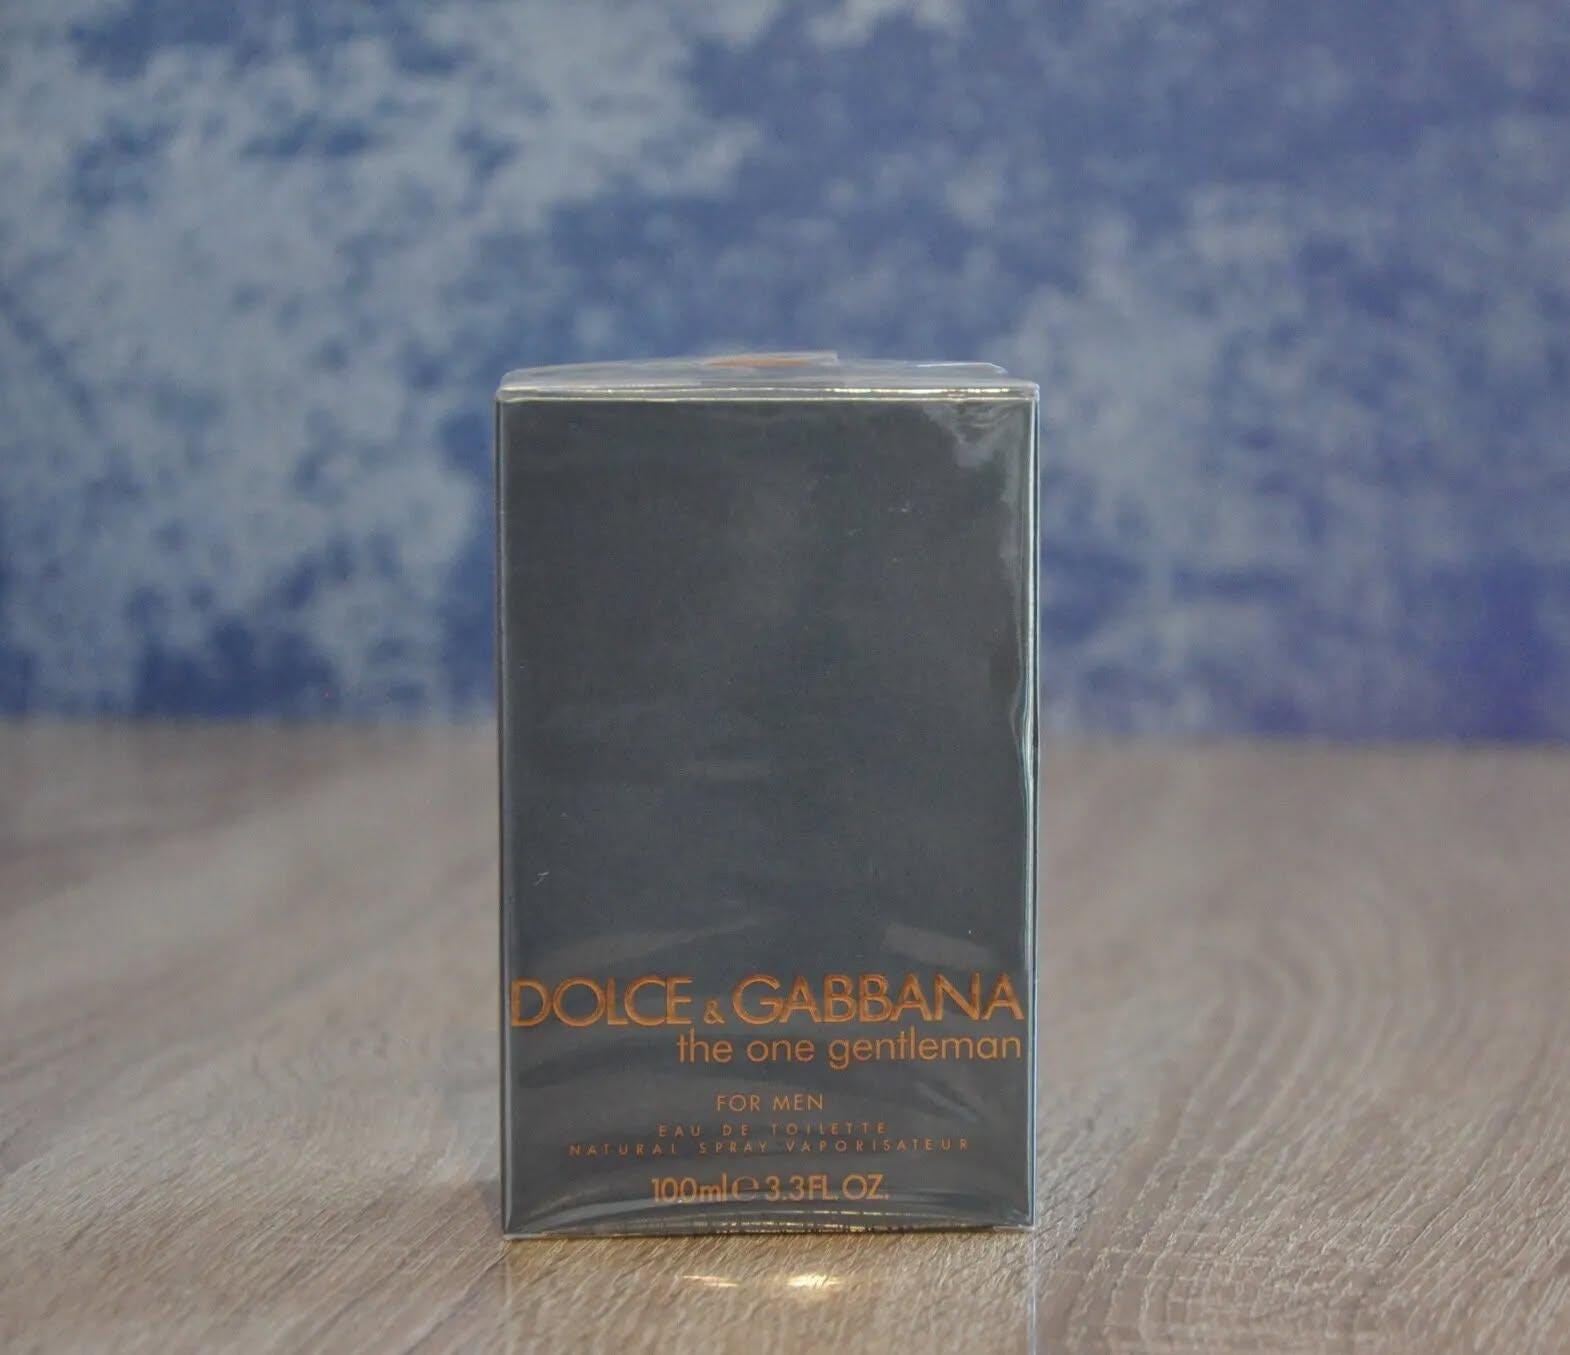 DOLCE & GABBANA
the one gentleman
FOR MEN
EAU DE TOILETTE
NATURAL SPRAY VAPORISATEUR
100ml ℮ 3.3FL.OZ.